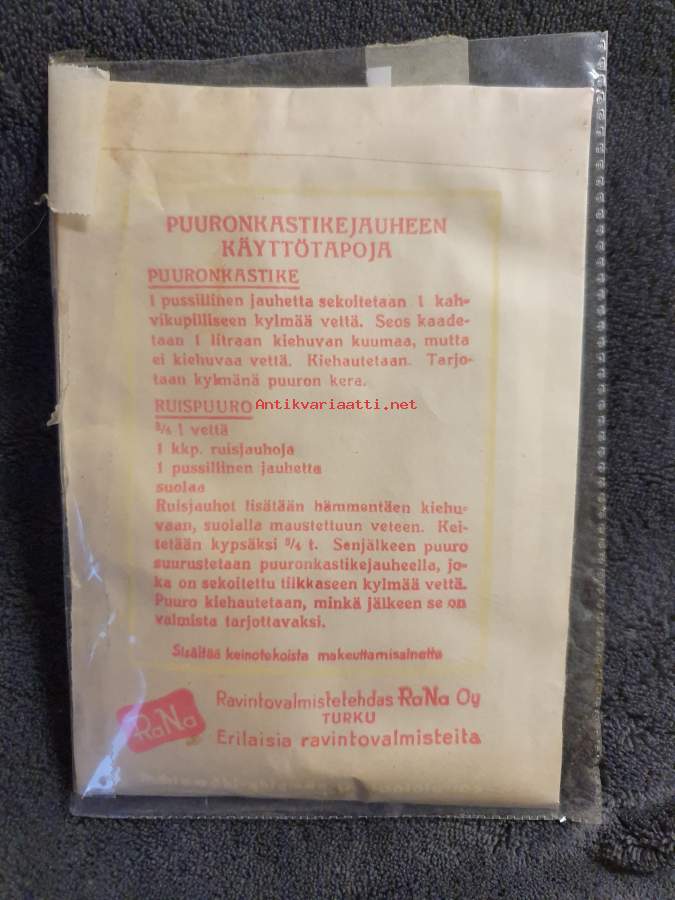 PUURONKASTIKEJAUHEEN
KÄYTTÖTAPOJA
PUURONKASTIKE
1 pussillinen jauhetta sekoitetaan 1 kah-
vikupilliseen kylmää vettä. Seos kaade-
taan 1 litraan kiehuvan kuumaa, mutta
ei kiehuvaa vettä. Kiehautetaan. Tarjo-
taan kylmänä puuron kera.
RUISPUURO
Antikvariaatti.net
3/4 l vettä
1 kkp. ruisjauhoja
1 pussillinen jauhetta
suolaa
Ruisjauhot lisätään hämmentäen kiehu-
vaan, suolalla maustettuun veteen. Kei-
tetään kypsäksi 3/4 t. Senjälkeen puuro
suurustetaan puuronkastikejauheella, jo-
ka on sekoitettu tilkkaseen kylmää vettä.
Puuro kiehautetaan, minkä jälkeen se on
valmista tarjottavaksi.
Sisältää keinotekoista makeuttamisainetta
RaNa
Ravintovalmistetehdas RaNa Oy
TURKU
Erilaisia ravintovalmisteita